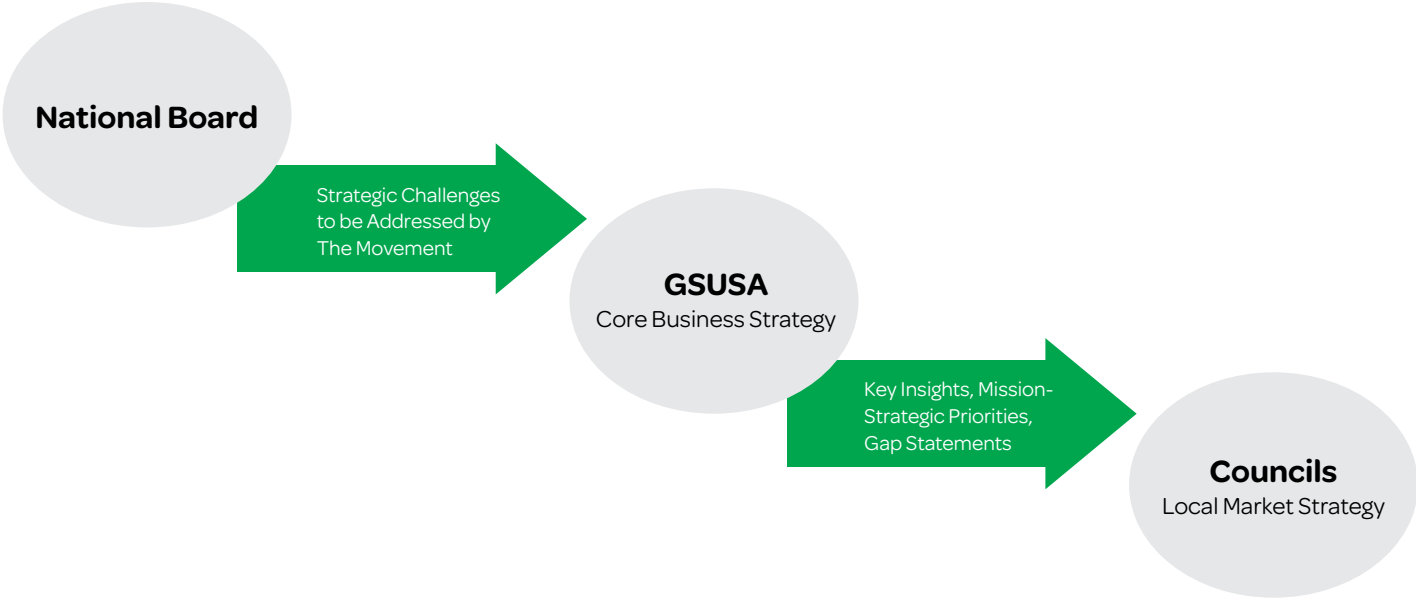 National Board
Strategic Challenges
to be Addressed by
The Movement
GSUSA
Core Business Strategy
Key Insights, Mission-
Strategic Priorities,
Gap Statements
Councils
Local Market Strategy